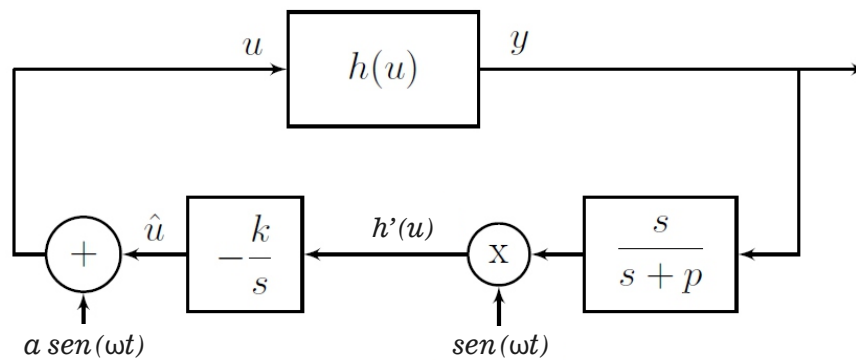 u
h(u)
y
+
û
−k/s
h’(u)
x
s/(s + p)
a sen(ωt)
sen(ωt)